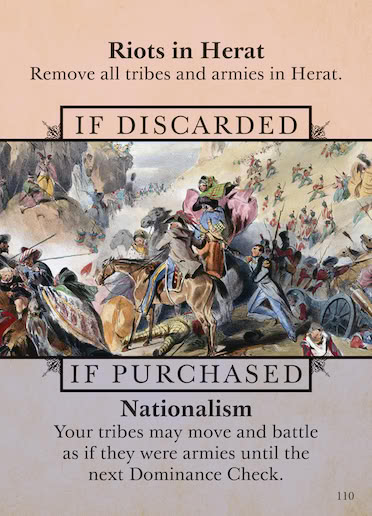 Riots in Herat
Remove all tribes and armies in Herat.
IF DISCARDED
IF PURCHASED
Nationalism
Your tribes may move and battle
as if they were armies until the
next Dominance Check.
110